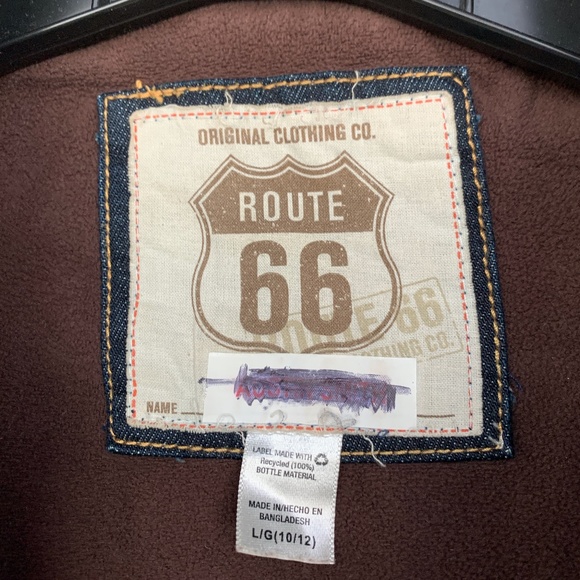 ORIGINAL CLOTHING CO.
ROUTE
66
ROUTE 66
CLOTHING CO.
NAME
LABEL MADE WITH
Recycled (100%)
BOTTLE MATERIAL
MADE IN/HECHO EN
BANGLADESH
L/G(10/12)